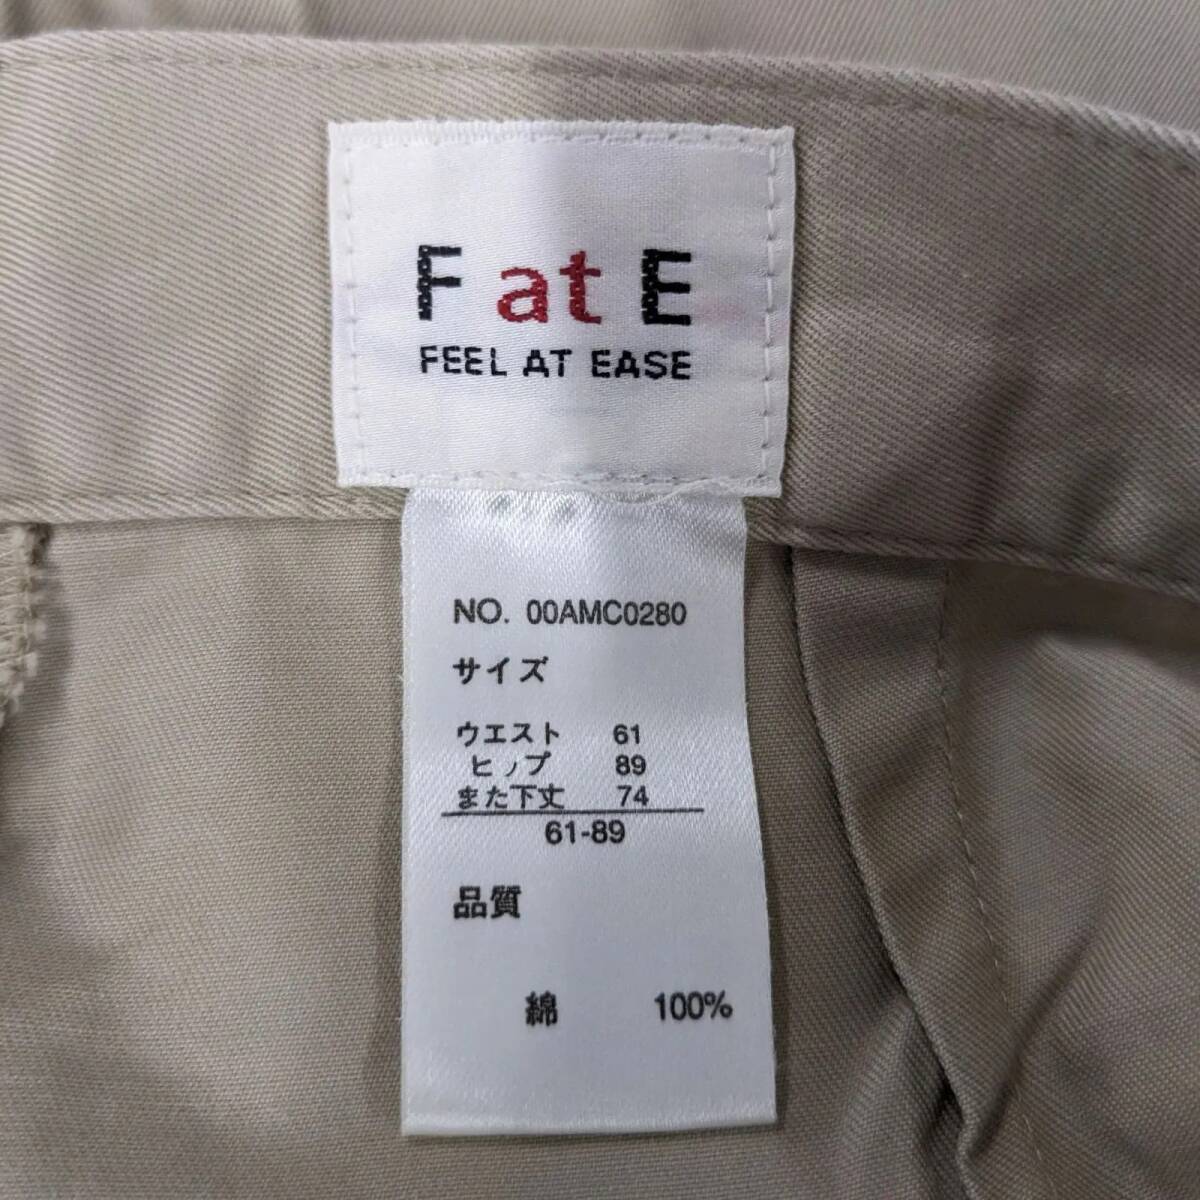 F at E
FEEL AT EASE
NO. 00AMC0280
サイズ
ウエスト 61
ヒップ 89
また下丈 74
61-89
品質
綿 100%